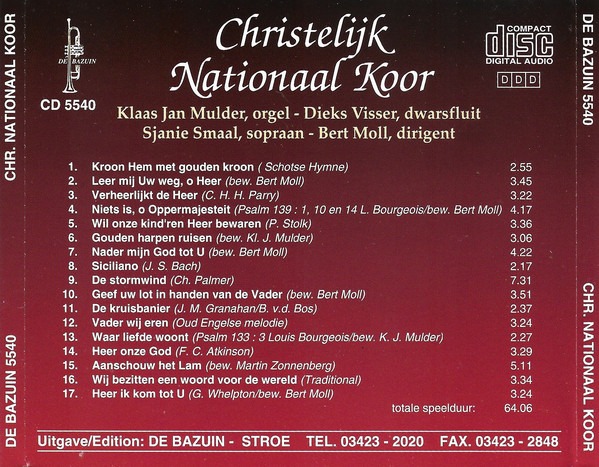 CHR. NATIONAAL KOOR
DE BAZUIN 5540
DE BAZUIN
CD 5540
Christelijk
Nationaal Koor
COMPACT
disc
DIGITAL AUDIO
DDD
Klaas Jan Mulder, orgel - Dieks Visser, dwarsfluit
Sjanie Smaal, sopraan - Bert Moll, dirigent
1. Kroon Hem met gouden kroon ( Schotse Hymne) 2.55
2. Leer mij Uw weg, o Heer (bew. Bert Moll) 3.45
3. Verheerlijkt de Heer (C. H. H. Parry) 3.22
4. Niets is, o Oppermajesteit (Psalm 139 : 1, 10 en 14 L. Bourgeois/bew. Bert Moll) 4.17
5. Wil onze kind'ren Heer bewaren (P. Stolk) 3.36
6. Gouden harpen ruisen (bew. Kl. J. Mulder) 3.06
7. Nader mijn God tot U (bew. Bert Moll) 4.22
8. Siciliano (J. S. Bach) 2.17
9. De stormwind (Ch. Palmer) 7.31
10. Geef uw lot in handen van de Vader (bew. Bert Moll) 3.51
11. De kruisbanier (J. M. Granahan/B. v.d. Bos) 2.37
12. Vader wij eren (Oud Engelse melodie) 3.24
13. Waar liefde woont (Psalm 133 : 3 Louis Bourgeois/bew. K. J. Mulder) 2.27
14. Heer onze God (F. C. Atkinson) 3.29
15. Aanschouw het Lam (bew. Martin Zonnenberg) 5.11
16. Wij bezitten een woord voor de wereld (Traditional) 3.34
17. Heer ik kom tot U (G. Whelpton/bew. Bert Moll) 3.24
totale speelduur: 64.06
Uitgave/Edition: DE BAZUIN - STROE TEL. 03423 - 2020 FAX. 03423 - 2848
DE BAZUIN 5540
CHR. NATIONAAL KOOR